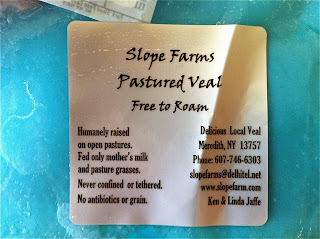 Slope Farms
Pastured Veal
Free to Roam
Humanely raised
on open pastures.
Fed only mother's milk
and pasture grasses.
Never confined or tethered.
No antibiotics or grain.
Delicious Local Veal
Meredith, NY 13757
Phone: 607-746-6303
slopefarms@delhitel.net
www.slopefarm.com
Ken & Linda Jaffe